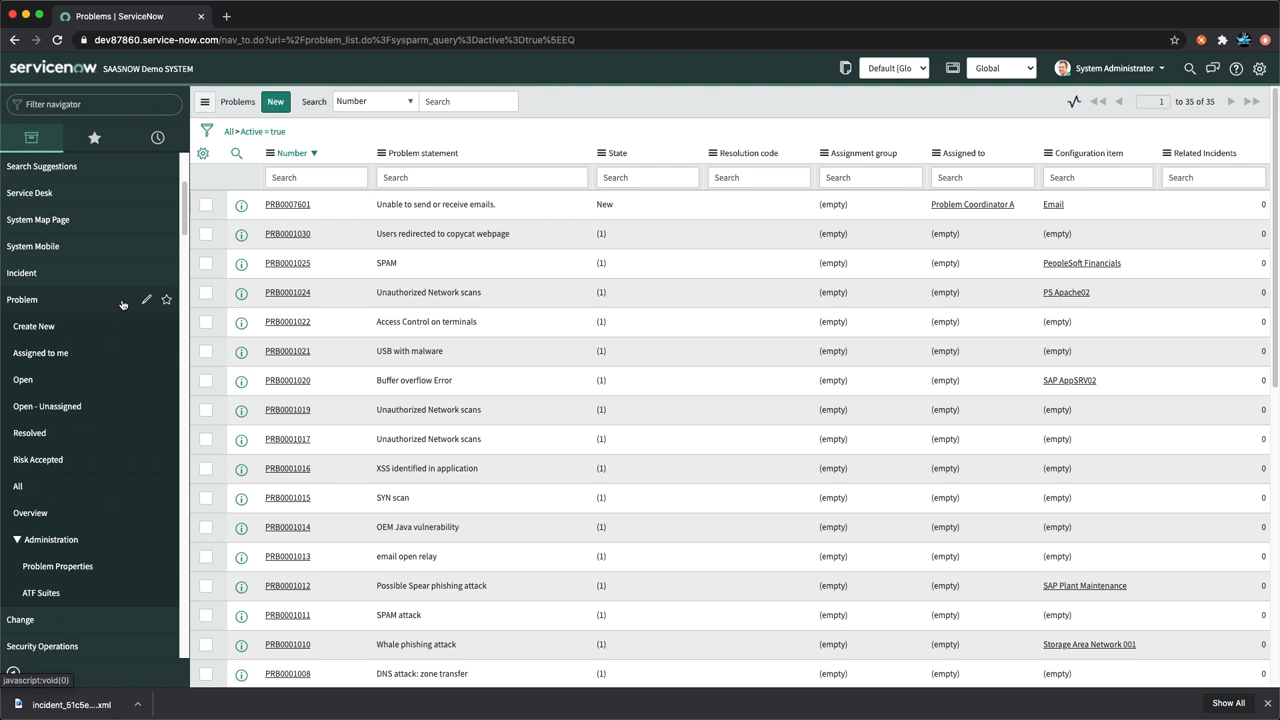 Problems | ServiceNow
dev87860.service-now.com/nav_to.do?uri=%2Fproblem_list.do%3Fsysparm_query%3Dactive%3Dtrue%5EEQ
servicenow SAASNOW Demo SYSTEM
Default [Glo
Global
System Administrator
Filter navigator
Search Suggestions
Service Desk
System Map Page
System Mobile
Incident
Problem
Create New
Assigned to me
Open
Open - Unassigned
Resolved
Risk Accepted
All
Overview
Administration
Problem Properties
ATF Suites
Change
Security Operations
Problems New Search Number Search 1 to 35 of 35
All > Active = true
Number Problem statement State Resolution code Assignment group Assigned to Configuration item Related Incidents
Search Search Search Search Search Search Search Search
PRB0007601 Unable to send or receive emails. New (empty) Problem Coordinator A Email 0
PRB0001030 Users redirected to copycat webpage (1) (empty) (empty) (empty) 0
PRB0001025 SPAM (1) (empty) (empty) PeopleSoft Financials 0
PRB0001024 Unauthorized Network scans (1) (empty) (empty) PS Apache02 0
PRB0001022 Access Control on terminals (1) (empty) (empty) (empty) 0
PRB0001021 USB with malware (1) (empty) (empty) (empty) 0
PRB0001020 Buffer overflow Error (1) (empty) (empty) SAP AppSRV02 0
PRB0001019 Unauthorized Network scans (1) (empty) (empty) (empty) 0
PRB0001017 Unauthorized Network scans (1) (empty) (empty) (empty) 0
PRB0001016 XSS identified in application (1) (empty) (empty) (empty) 0
PRB0001015 SYN scan (1) (empty) (empty) (empty) 0
PRB0001014 OEM Java vulnerability (1) (empty) (empty) (empty) 0
PRB0001013 email open relay (1) (empty) (empty) (empty) 0
PRB0001012 Possible Spear phishing attack (1) (empty) (empty) SAP Plant Maintenance 0
PRB0001011 SPAM attack (1) (empty) (empty) (empty) 0
PRB0001010 Whale phishing attack (1) (empty) (empty) Storage Area Network 001 0
PRB0001008 DNS attack: zone transfer (1) (empty) (empty) (empty) 0
javascript:void(0)
incident_51c5e....xml
Show All